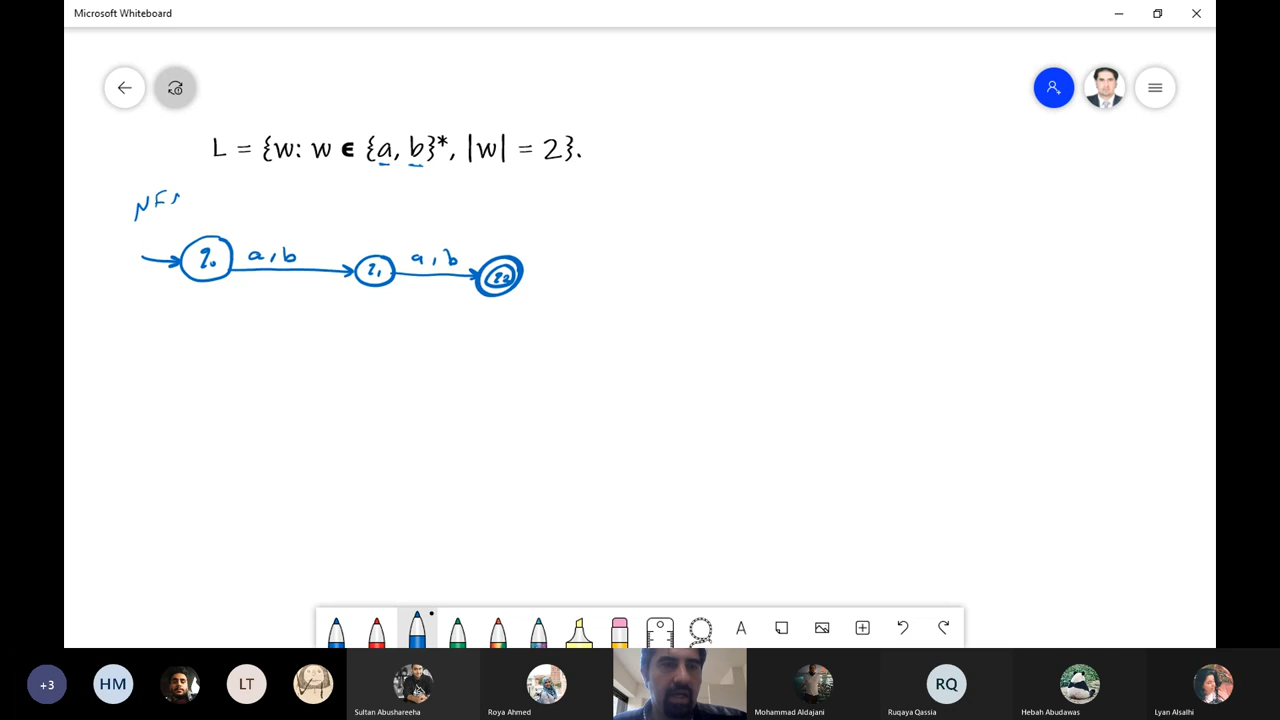 Microsoft Whiteboard
L = {w: w ϵ {a, b}*, |w| = 2}.
NFA
q0 a, b q1 a, b q2
A
+3 HM LT RQ
Sultan Abushareeha Roya Ahmed Mohammad Aldajani Ruqaya Qassia Hebah Abudawas Lyan Alsalhi